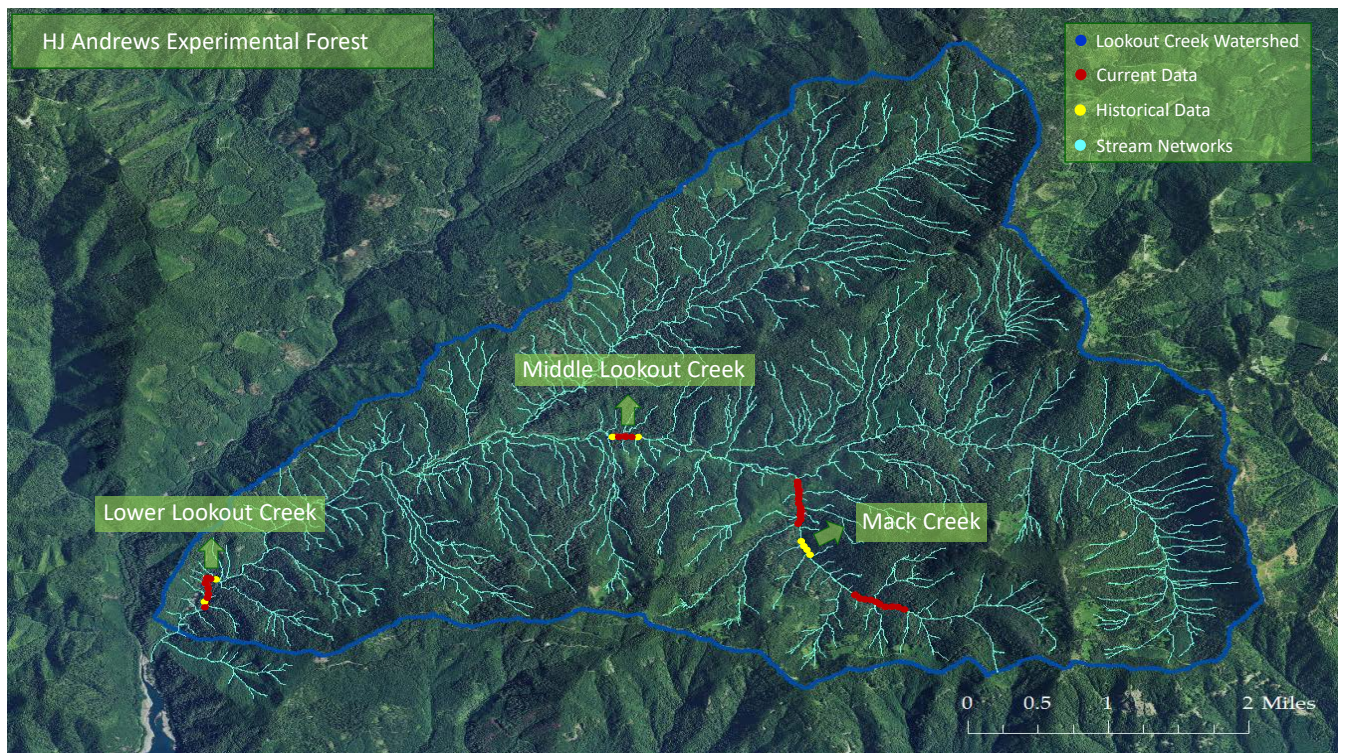 HJ Andrews Experimental Forest
Lookout Creek Watershed
Current Data
Historical Data
Stream Networks
Middle Lookout Creek
Lower Lookout Creek
Mack Creek
0 0.5 1 2 Miles